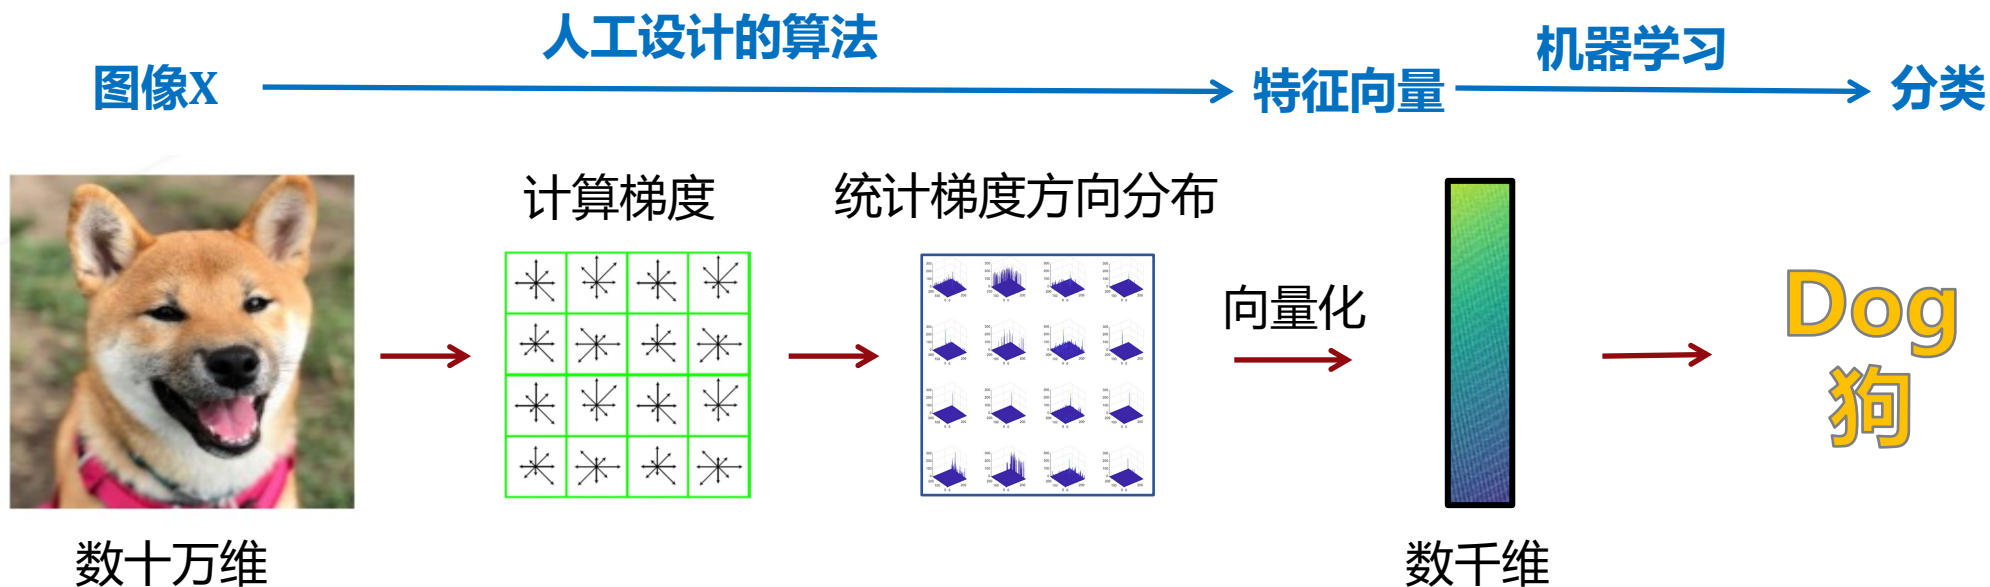 人工设计的算法
机器学习
图像X
特征向量
分类
计算梯度
统计梯度方向分布
向量化
Dog
狗
数十万维
数千维